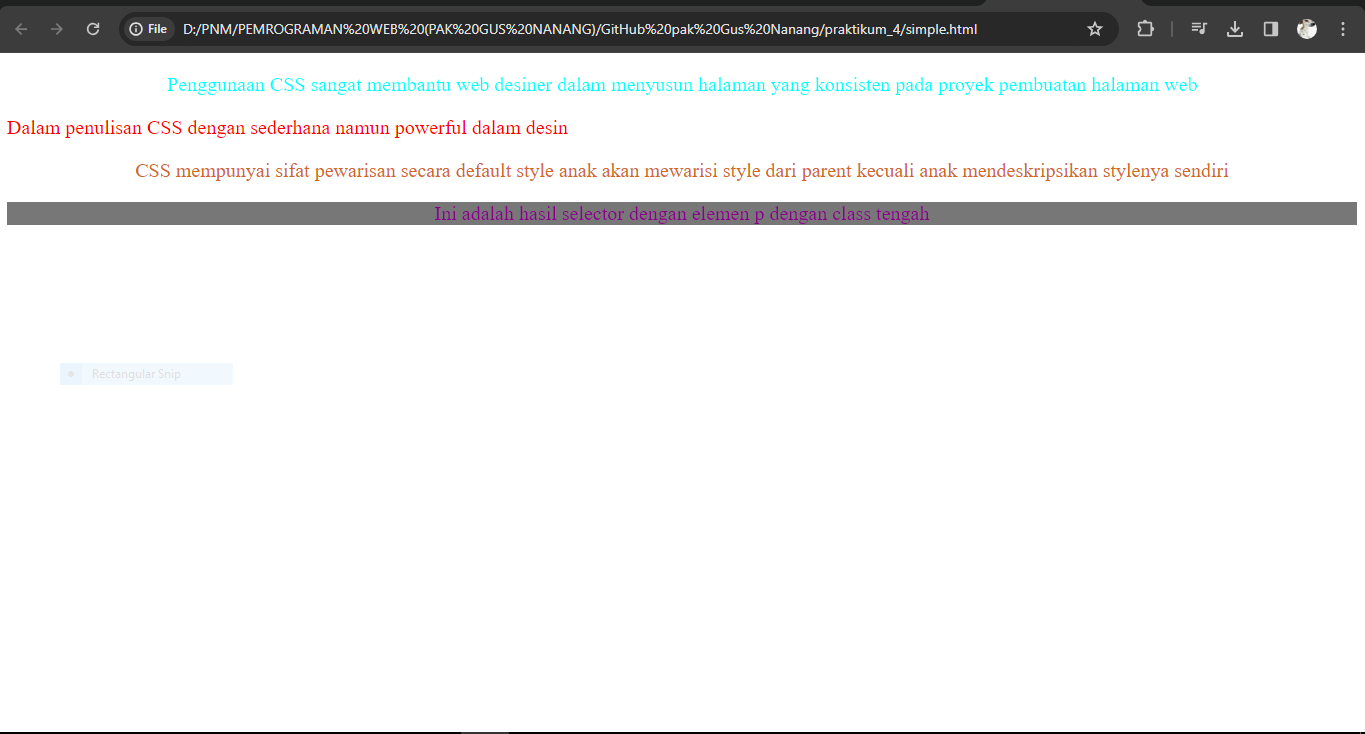 File D:/PNM/PEMROGRAMAN%20WEB%20(PAK%20GUS%20NANANG)/GitHub%20pak%20Gus%20Nanang/praktikum_4/simple.html
Penggunaan CSS sangat membantu web desiner dalam menyusun halaman yang konsisten pada proyek pembuatan halaman web
Dalam penulisan CSS dengan sederhana namun powerful dalam desin
CSS mempunyai sifat pewarisan secara default style anak akan mewarisi style dari parent kecuali anak mendeskripsikan stylenya sendiri
Ini adalah hasil selector dengan elemen p dengan class tengah
Rectangular Snip